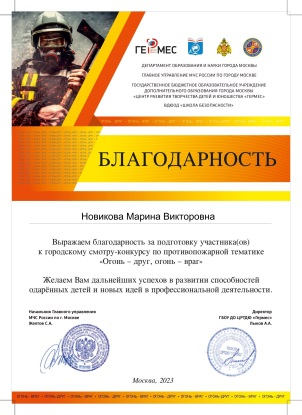 ГЕРМЕС
ДЕПАРТАМЕНТ ОБРАЗОВАНИЯ И НАУКИ ГОРОДА МОСКВЫ
ГЛАВНОЕ УПРАВЛЕНИЕ МЧС РОССИИ ПО ГОРОДУ МОСКВЕ
ГОСУДАРСТВЕННОЕ БЮДЖЕТНОЕ ОБРАЗОВАТЕЛЬНОЕ УЧРЕЖДЕНИЕ
ДОПОЛНИТЕЛЬНОГО ОБРАЗОВАНИЯ ГОРОДА МОСКВЫ
«ЦЕНТР РАЗВИТИЯ ТВОРЧЕСТВА ДЕТЕЙ И ЮНОШЕСТВА «ГЕРМЕС»
«ШКОЛА БЕЗОПАСНОСТИ»
БЛАГОДАРНОСТЬ
Новикова Марина Викторовна
Выражаем благодарность за подготовку участника(ов)
к городскому смотру-конкурсу по противопожарной тематике
«Огонь – друг, огонь – враг»
Желаем Вам дальнейших успехов в развитии способностей
одарённых детей и новых идей в профессиональной деятельности.
Начальник Главного управления
МЧС России по г. Москве
Желтов С.А.
Директор
ГБОУ ДО ЦРТДЮ «Гермес»
Лыков А.А.
Москва, 2023